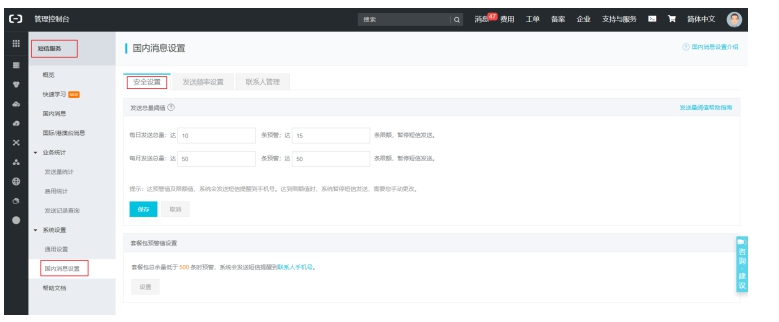 管理控制台
搜索
消息 47 费用 工单 备案 企业 支持与服务 简体中文
短信服务
概览
快速学习 NEW
国内消息
国际/港澳台消息
业务统计
发送量统计
费用统计
发送记录查询
系统设置
通用设置
国内消息设置
帮助文档
国内消息设置
国内消息设置介绍
安全设置 发送频率设置 联系人管理
发送总量阈值
发送量阈值帮助指南
每日发送总量:达 10 条预警;达 15 条限额,暂停短信发送。
每月发送总量:达 50 条预警;达 50 条限额,暂停短信发送。
提示:达预警值及限额值,系统会发送短信提醒到手机号。达到限额值时,系统暂停短信发送,需要您手动更改。
保存 取消
套餐包预警值设置
套餐包总余量低于 500 条时预警,系统会发送短信提醒到联系人手机号。
设置
咨询·建议